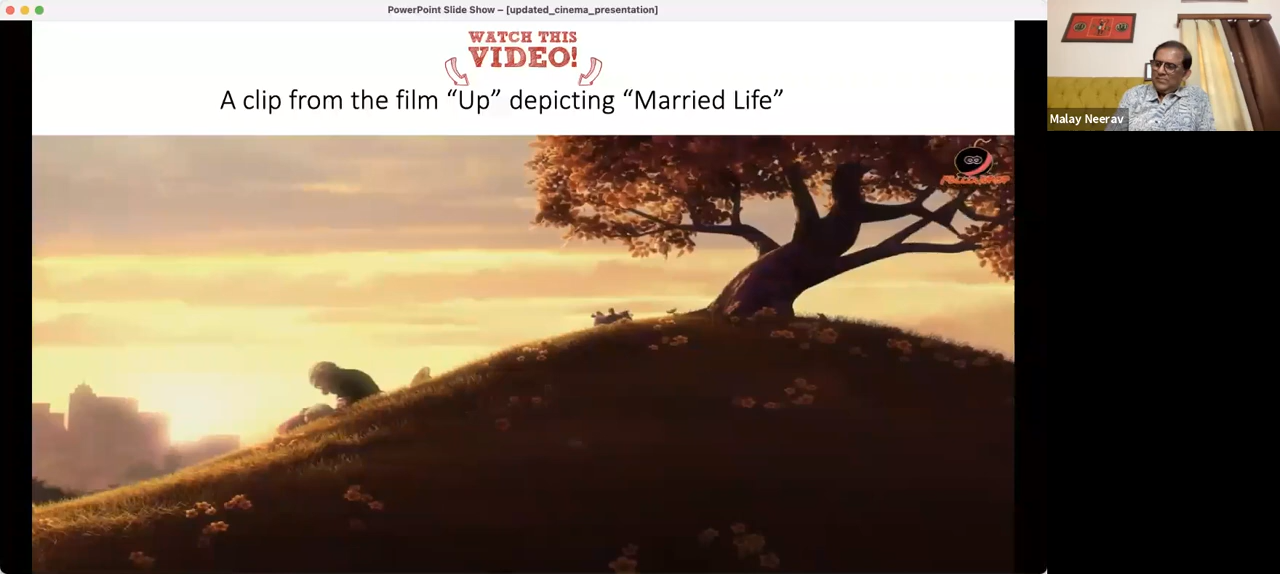 PowerPoint Slide Show – [updated_cinema_presentation]
WATCH THIS
VIDEO!
A clip from the film “Up” depicting “Married Life”
Malay Neerav